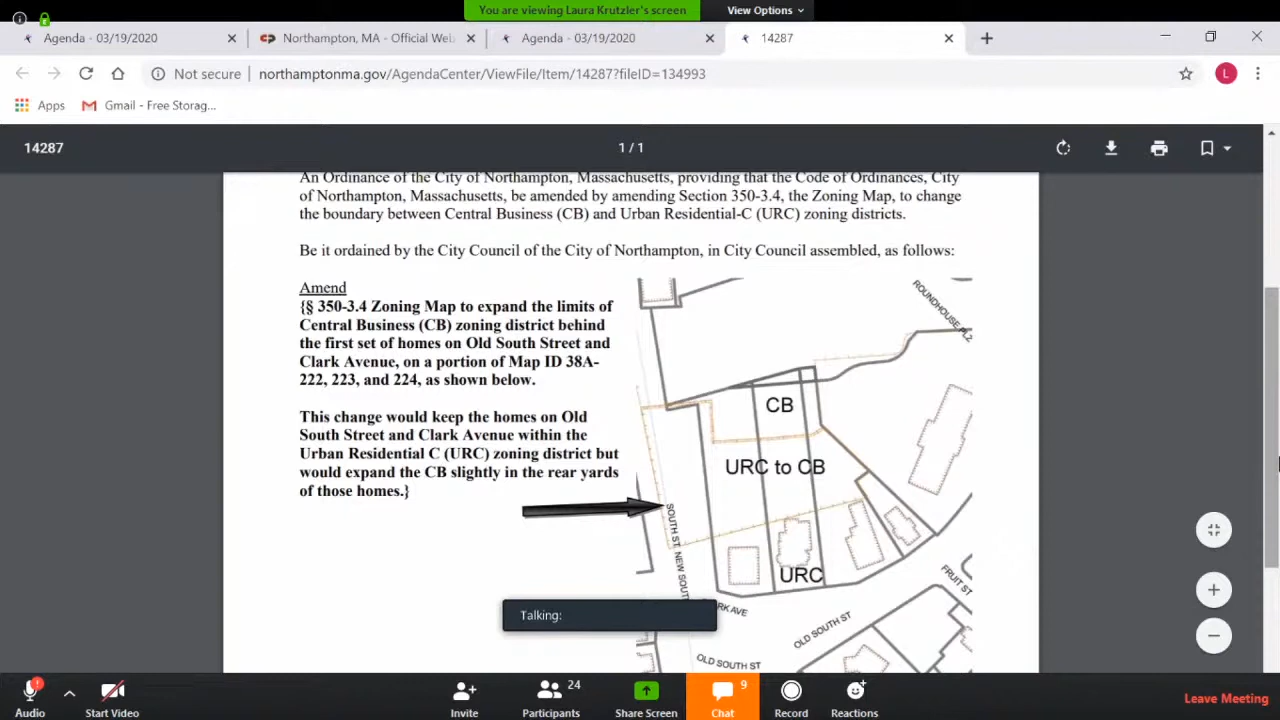 You are viewing Laura Krutzler's screen
View Options
Agenda - 03/19/2020
Northampton, MA - Official Web
Agenda - 03/19/2020
14287
Not secure
northamptonma.gov/AgendaCenter/ViewFile/Item/14287?fileID=134993
L
Apps
Gmail - Free Storag...
14287
1 / 1
An Ordinance of the City of Northampton, Massachusetts, providing that the Code of Ordinances, City
of Northampton, Massachusetts, be amended by amending Section 350-3.4, the Zoning Map, to change
the boundary between Central Business (CB) and Urban Residential-C (URC) zoning districts.
Be it ordained by the City Council of the City of Northampton, in City Council assembled, as follows:
Amend
{§ 350-3.4 Zoning Map to expand the limits of
Central Business (CB) zoning district behind
the first set of homes on Old South Street and
Clark Avenue, on a portion of Map ID 38A-
222, 223, and 224, as shown below.
This change would keep the homes on Old
South Street and Clark Avenue within the
Urban Residential C (URC) zoning district but
would expand the CB slightly in the rear yards
of those homes.}
ROUNDHOUSE PLZ
CB
URC to CB
SOUTH ST
NEW SOUTH
URC
FRUIT ST
RK AVE
OLD SOUTH ST
OLD SOUTH ST
Talking:
Audio
Start Video
Invite
24
Participants
Share Screen
9
Chat
Record
Reactions
Leave Meeting